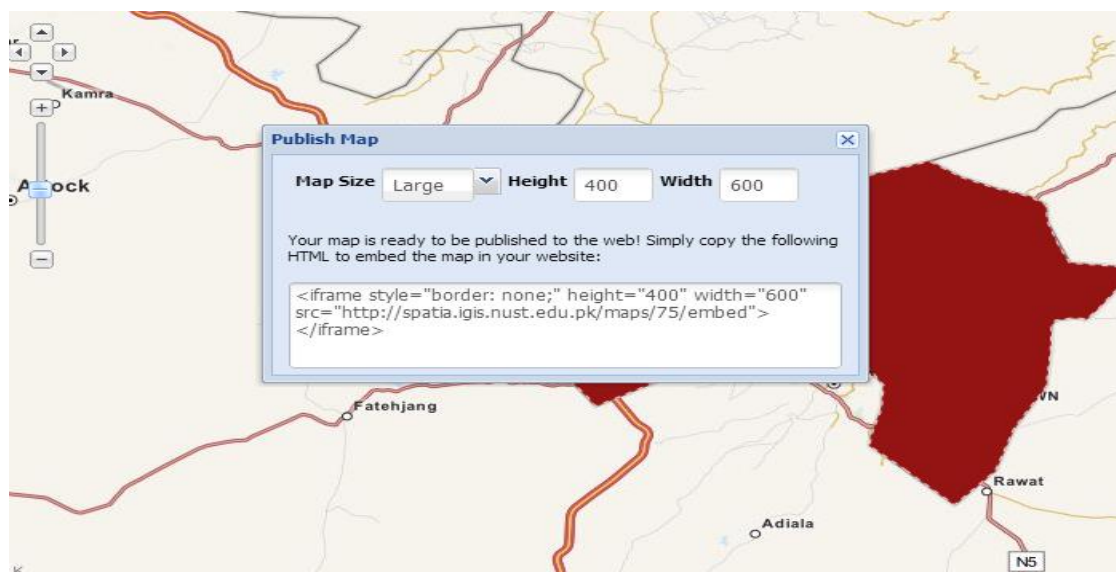 Kamra
Publish Map
Map Size Large Height 400 Width 600
Your map is ready to be published to the web! Simply copy the following
HTML to embed the map in your website:
<iframe style="border: none;" height="400" width="600"
src="http://spatia.igis.nust.edu.pk/maps/75/embed">
</iframe>
Fatehjang
WN
Rawat
Adiala
N5